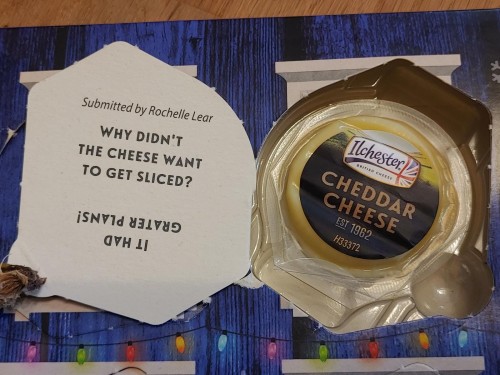 Submitted by Rochelle Lear
WHY DIDN'T
THE CHEESE WANT
TO GET SLICED?
IT HAD
GRATER PLANS!
Ilchester
BRITISH CHEESE
CHEDDAR
CHEESE
EST 1962
H33372